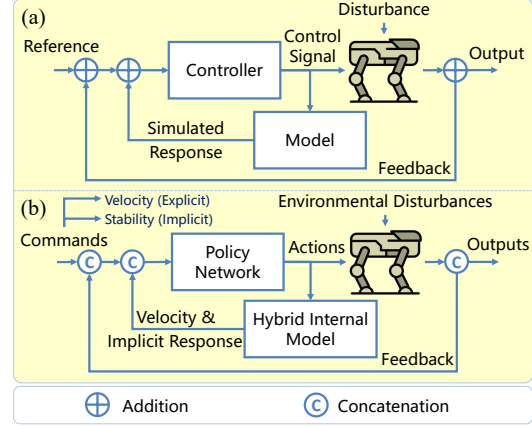 (a)
Disturbance
Reference
Control
Signal
Output
Controller
Simulated
Response
Model
Feedback
(b)
Velocity (Explicit)
Stability (Implicit)
Environmental Disturbances
Commands
C
C
Policy
Network
Actions
C
Outputs
Velocity &
Implicit Response
Hybrid Internal
Model
Feedback
Addition
C
Concatenation